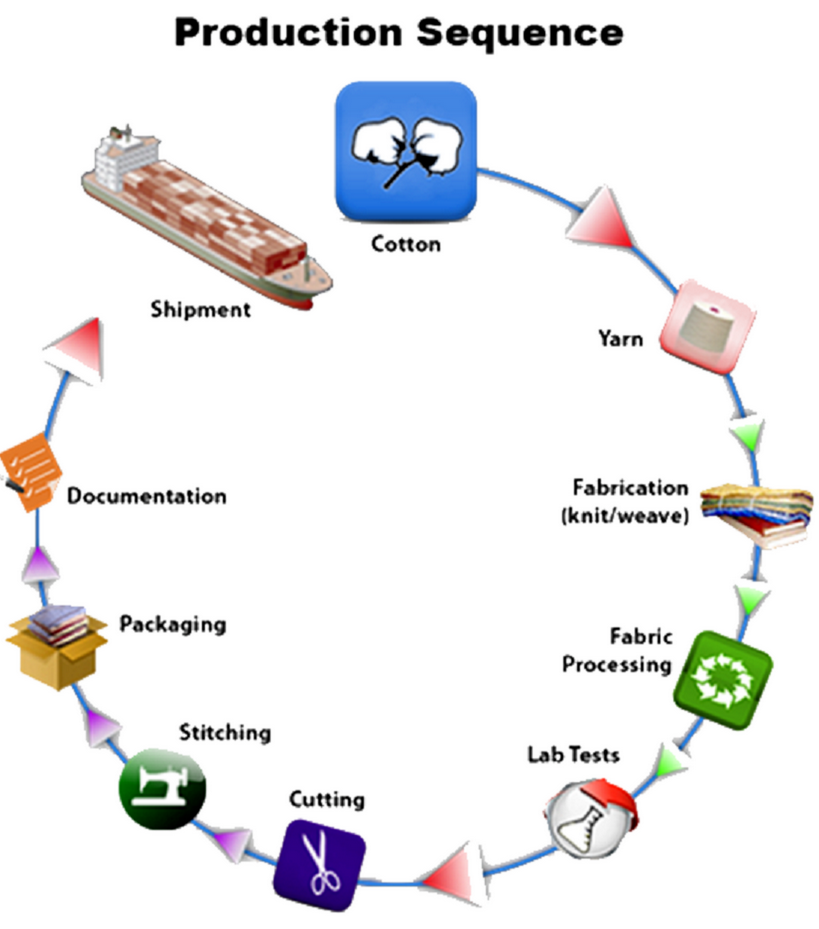 Production Sequence
Cotton
Yarn
Fabrication
(knit/weave)
Fabric
Processing
Lab Tests
Cutting
Stitching
Packaging
Documentation
Shipment